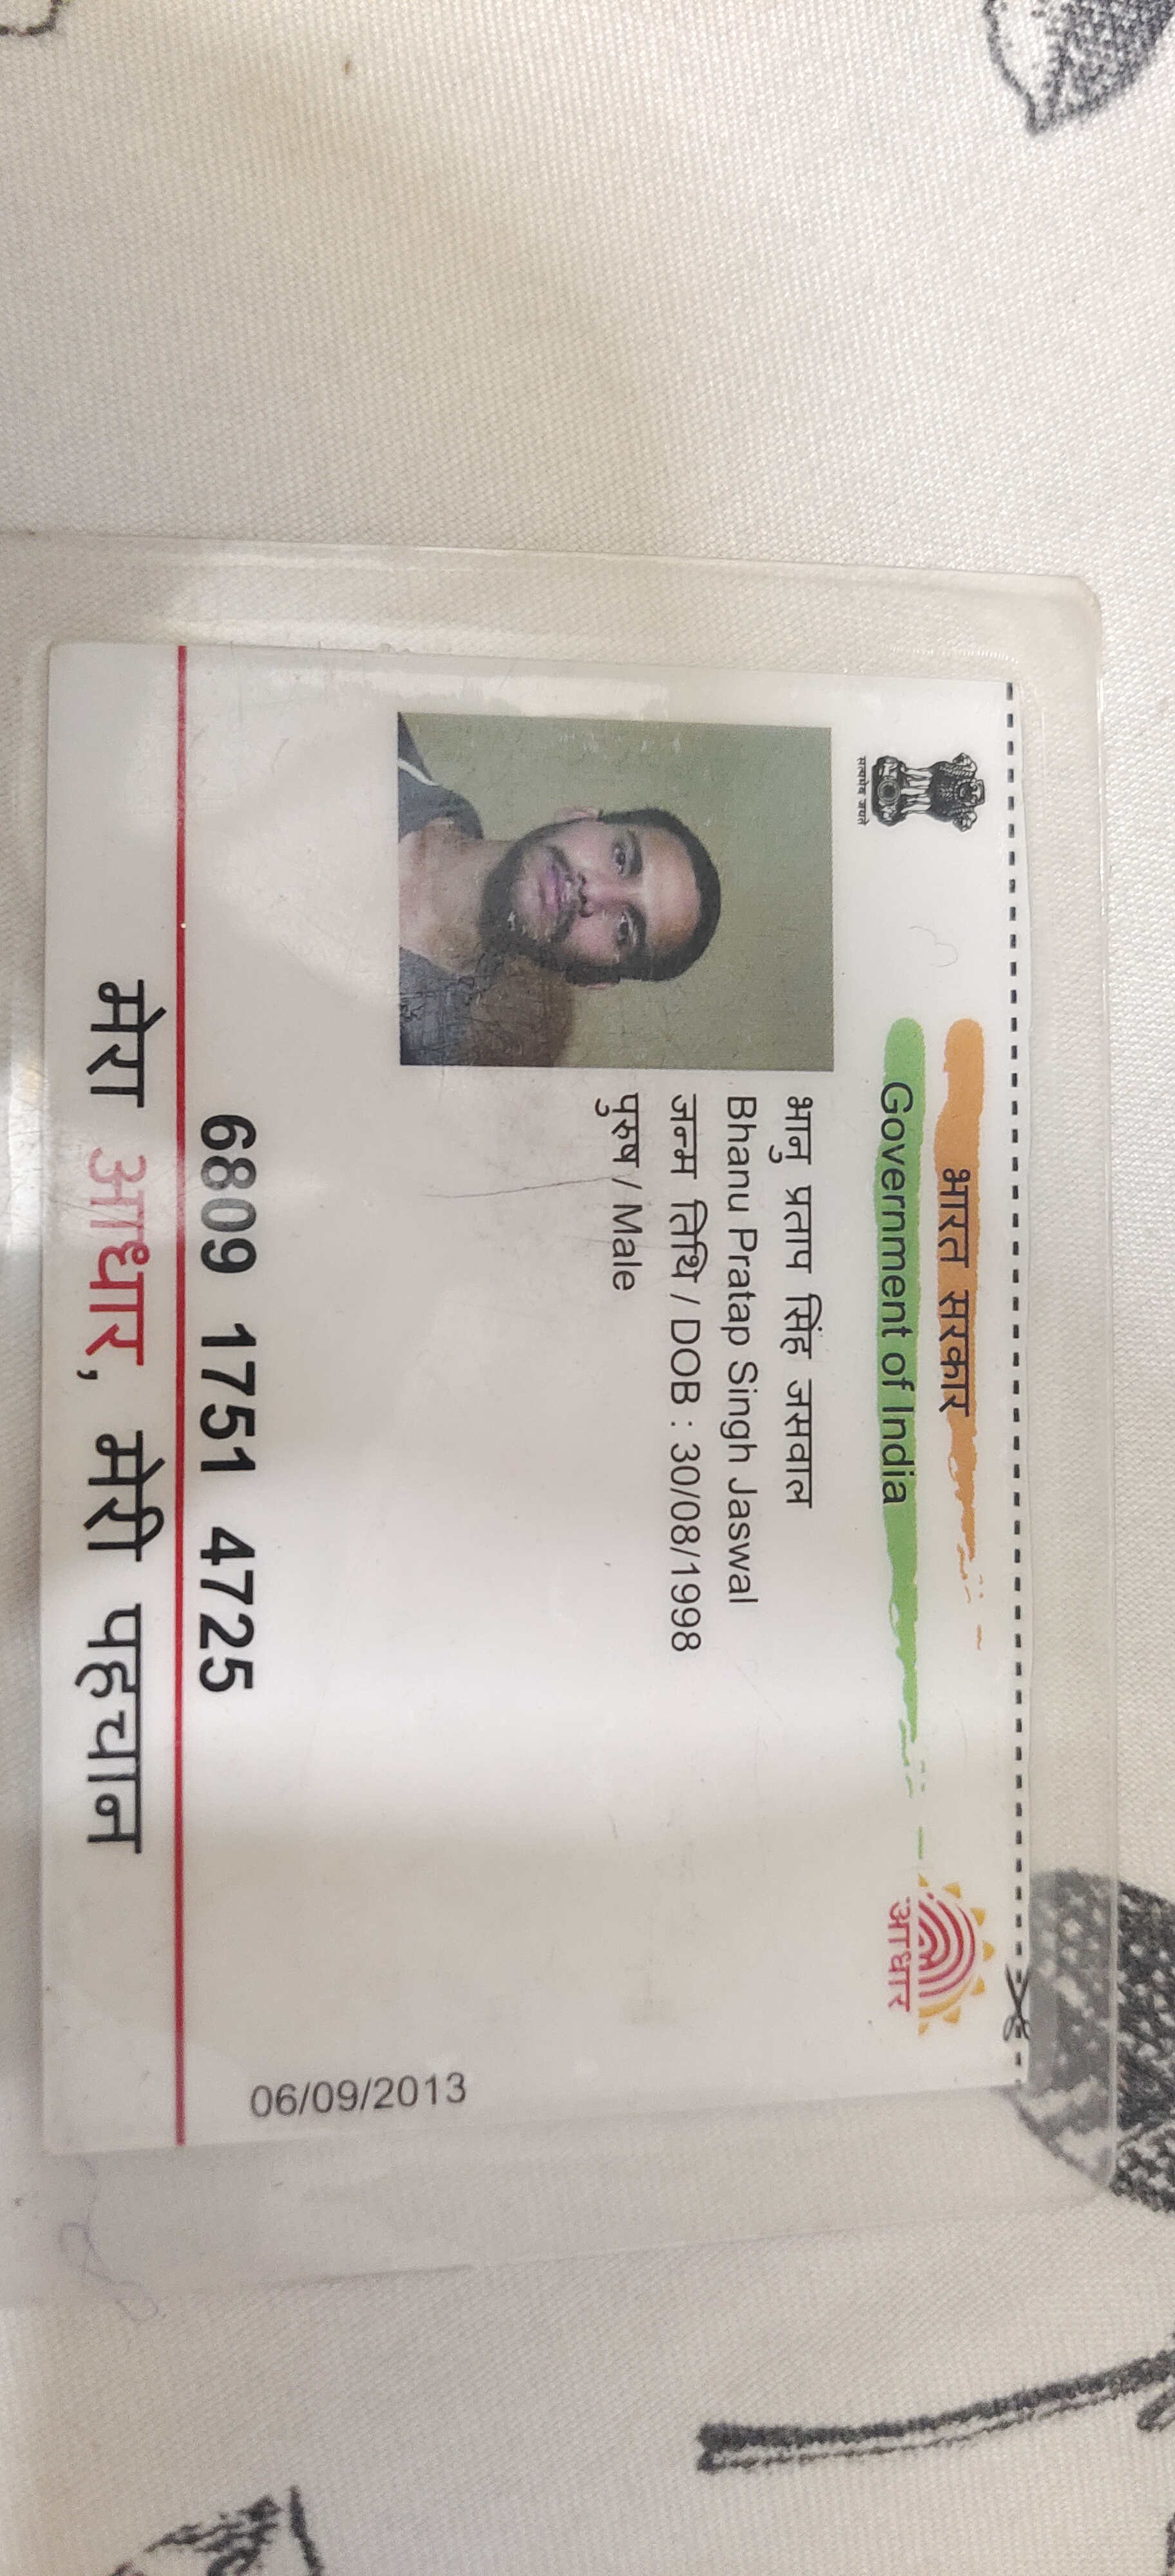 भारत सरकार
Government of India
आधार
सत्यमेव जयते
भानु प्रताप सिंह जसवाल
Bhanu Pratap Singh Jaswal
जन्म तिथि / DOB : 30/08/1998
पुरुष / Male
06/09/2013
6809 1751 4725
मेरा आधार, मेरी पहचान